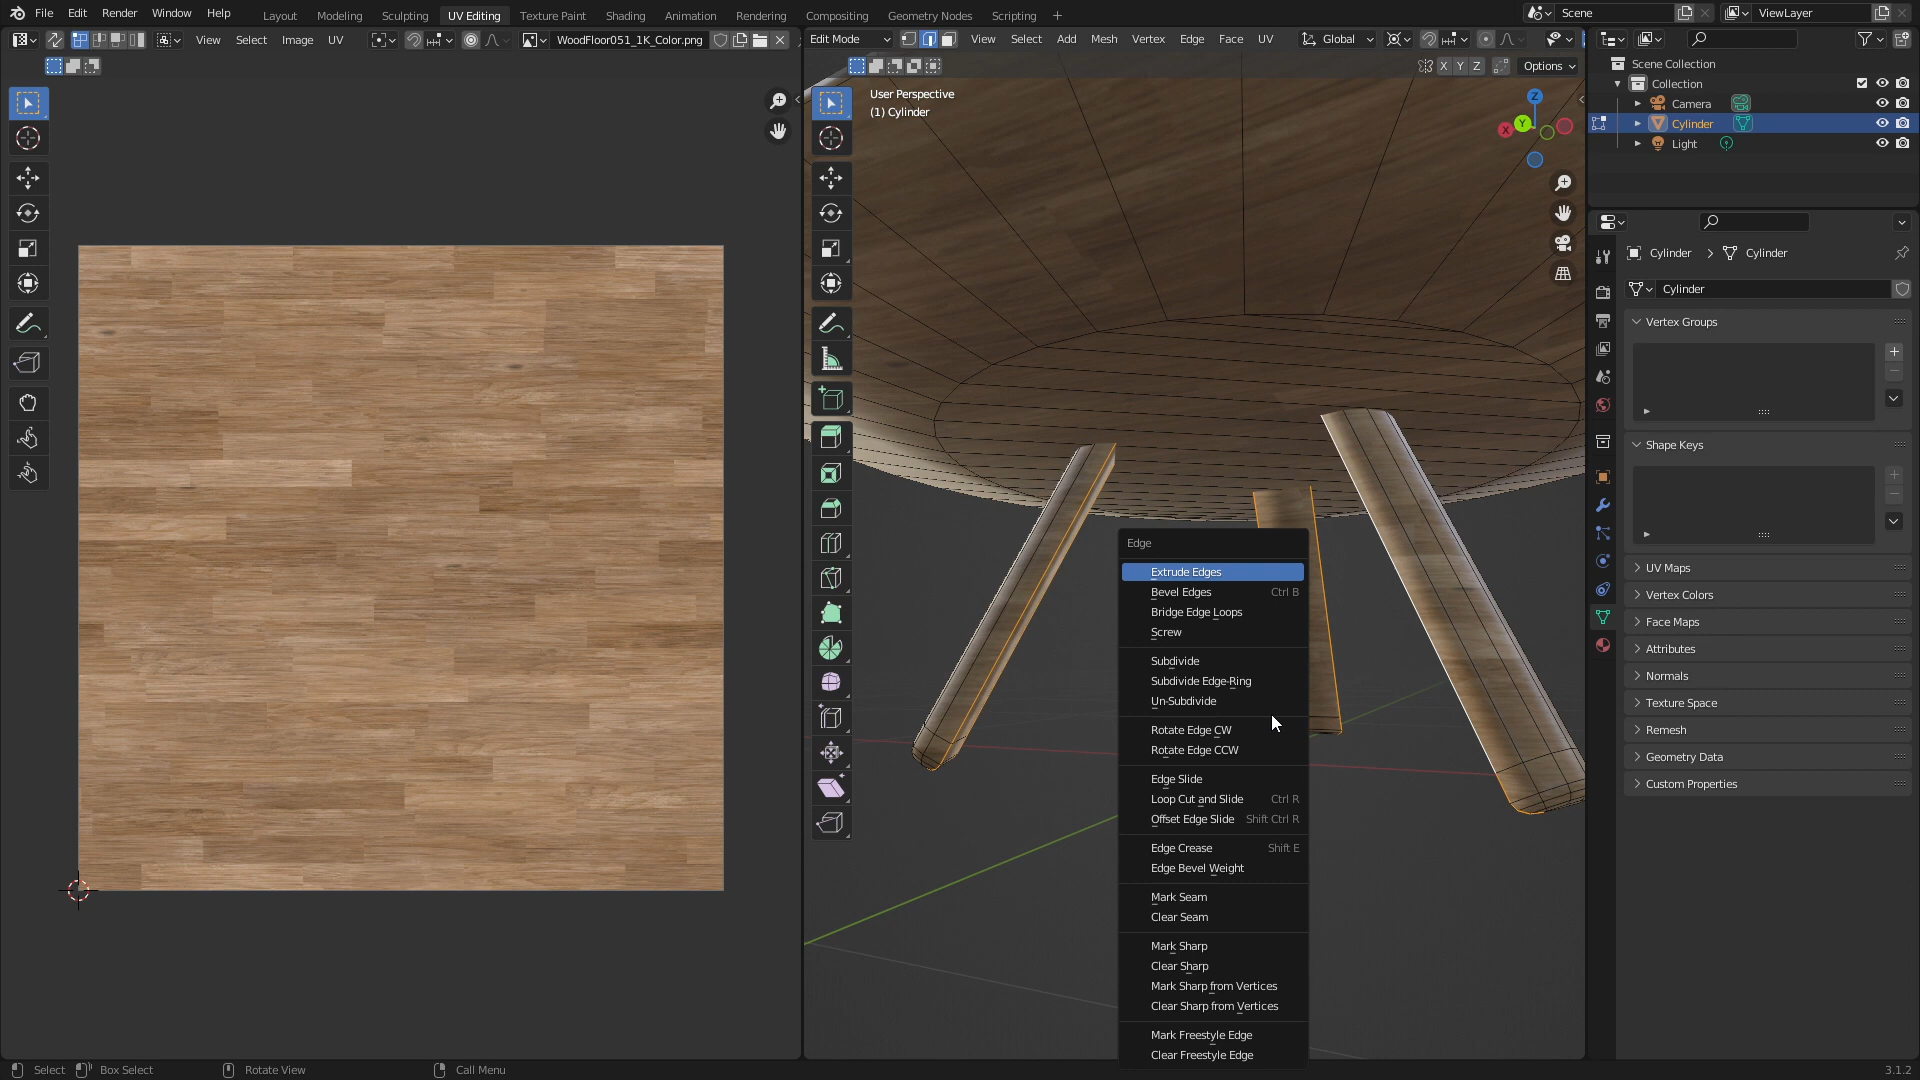 File Edit Render Window Help Layout Modeling Sculpting UV Editing Texture Paint Shading Animation Rendering Compositing Geometry Nodes Scripting + Scene ViewLayer
View Select Image UV WoodFloor051_1K_Color.png Edit Mode View Select Add Mesh Vertex Edge Face UV Global
X Y Z Options
User Perspective
(1) Cylinder
Z
Y
X
Scene Collection
Collection
Camera
Cylinder
Light
Cylinder > Cylinder
Cylinder
Vertex Groups
Shape Keys
UV Maps
Vertex Colors
Face Maps
Attributes
Normals
Texture Space
Remesh
Geometry Data
Custom Properties
Edge
Extrude Edges
Bevel Edges Ctrl B
Bridge Edge Loops
Screw
Subdivide
Subdivide Edge-Ring
Un-Subdivide
Rotate Edge CW
Rotate Edge CCW
Edge Slide
Loop Cut and Slide Ctrl R
Offset Edge Slide Shift Ctrl R
Edge Crease Shift E
Edge Bevel Weight
Mark Seam
Clear Seam
Mark Sharp
Clear Sharp
Mark Sharp from Vertices
Clear Sharp from Vertices
Mark Freestyle Edge
Clear Freestyle Edge
Select Box Select Rotate View Call Menu 3.1.2